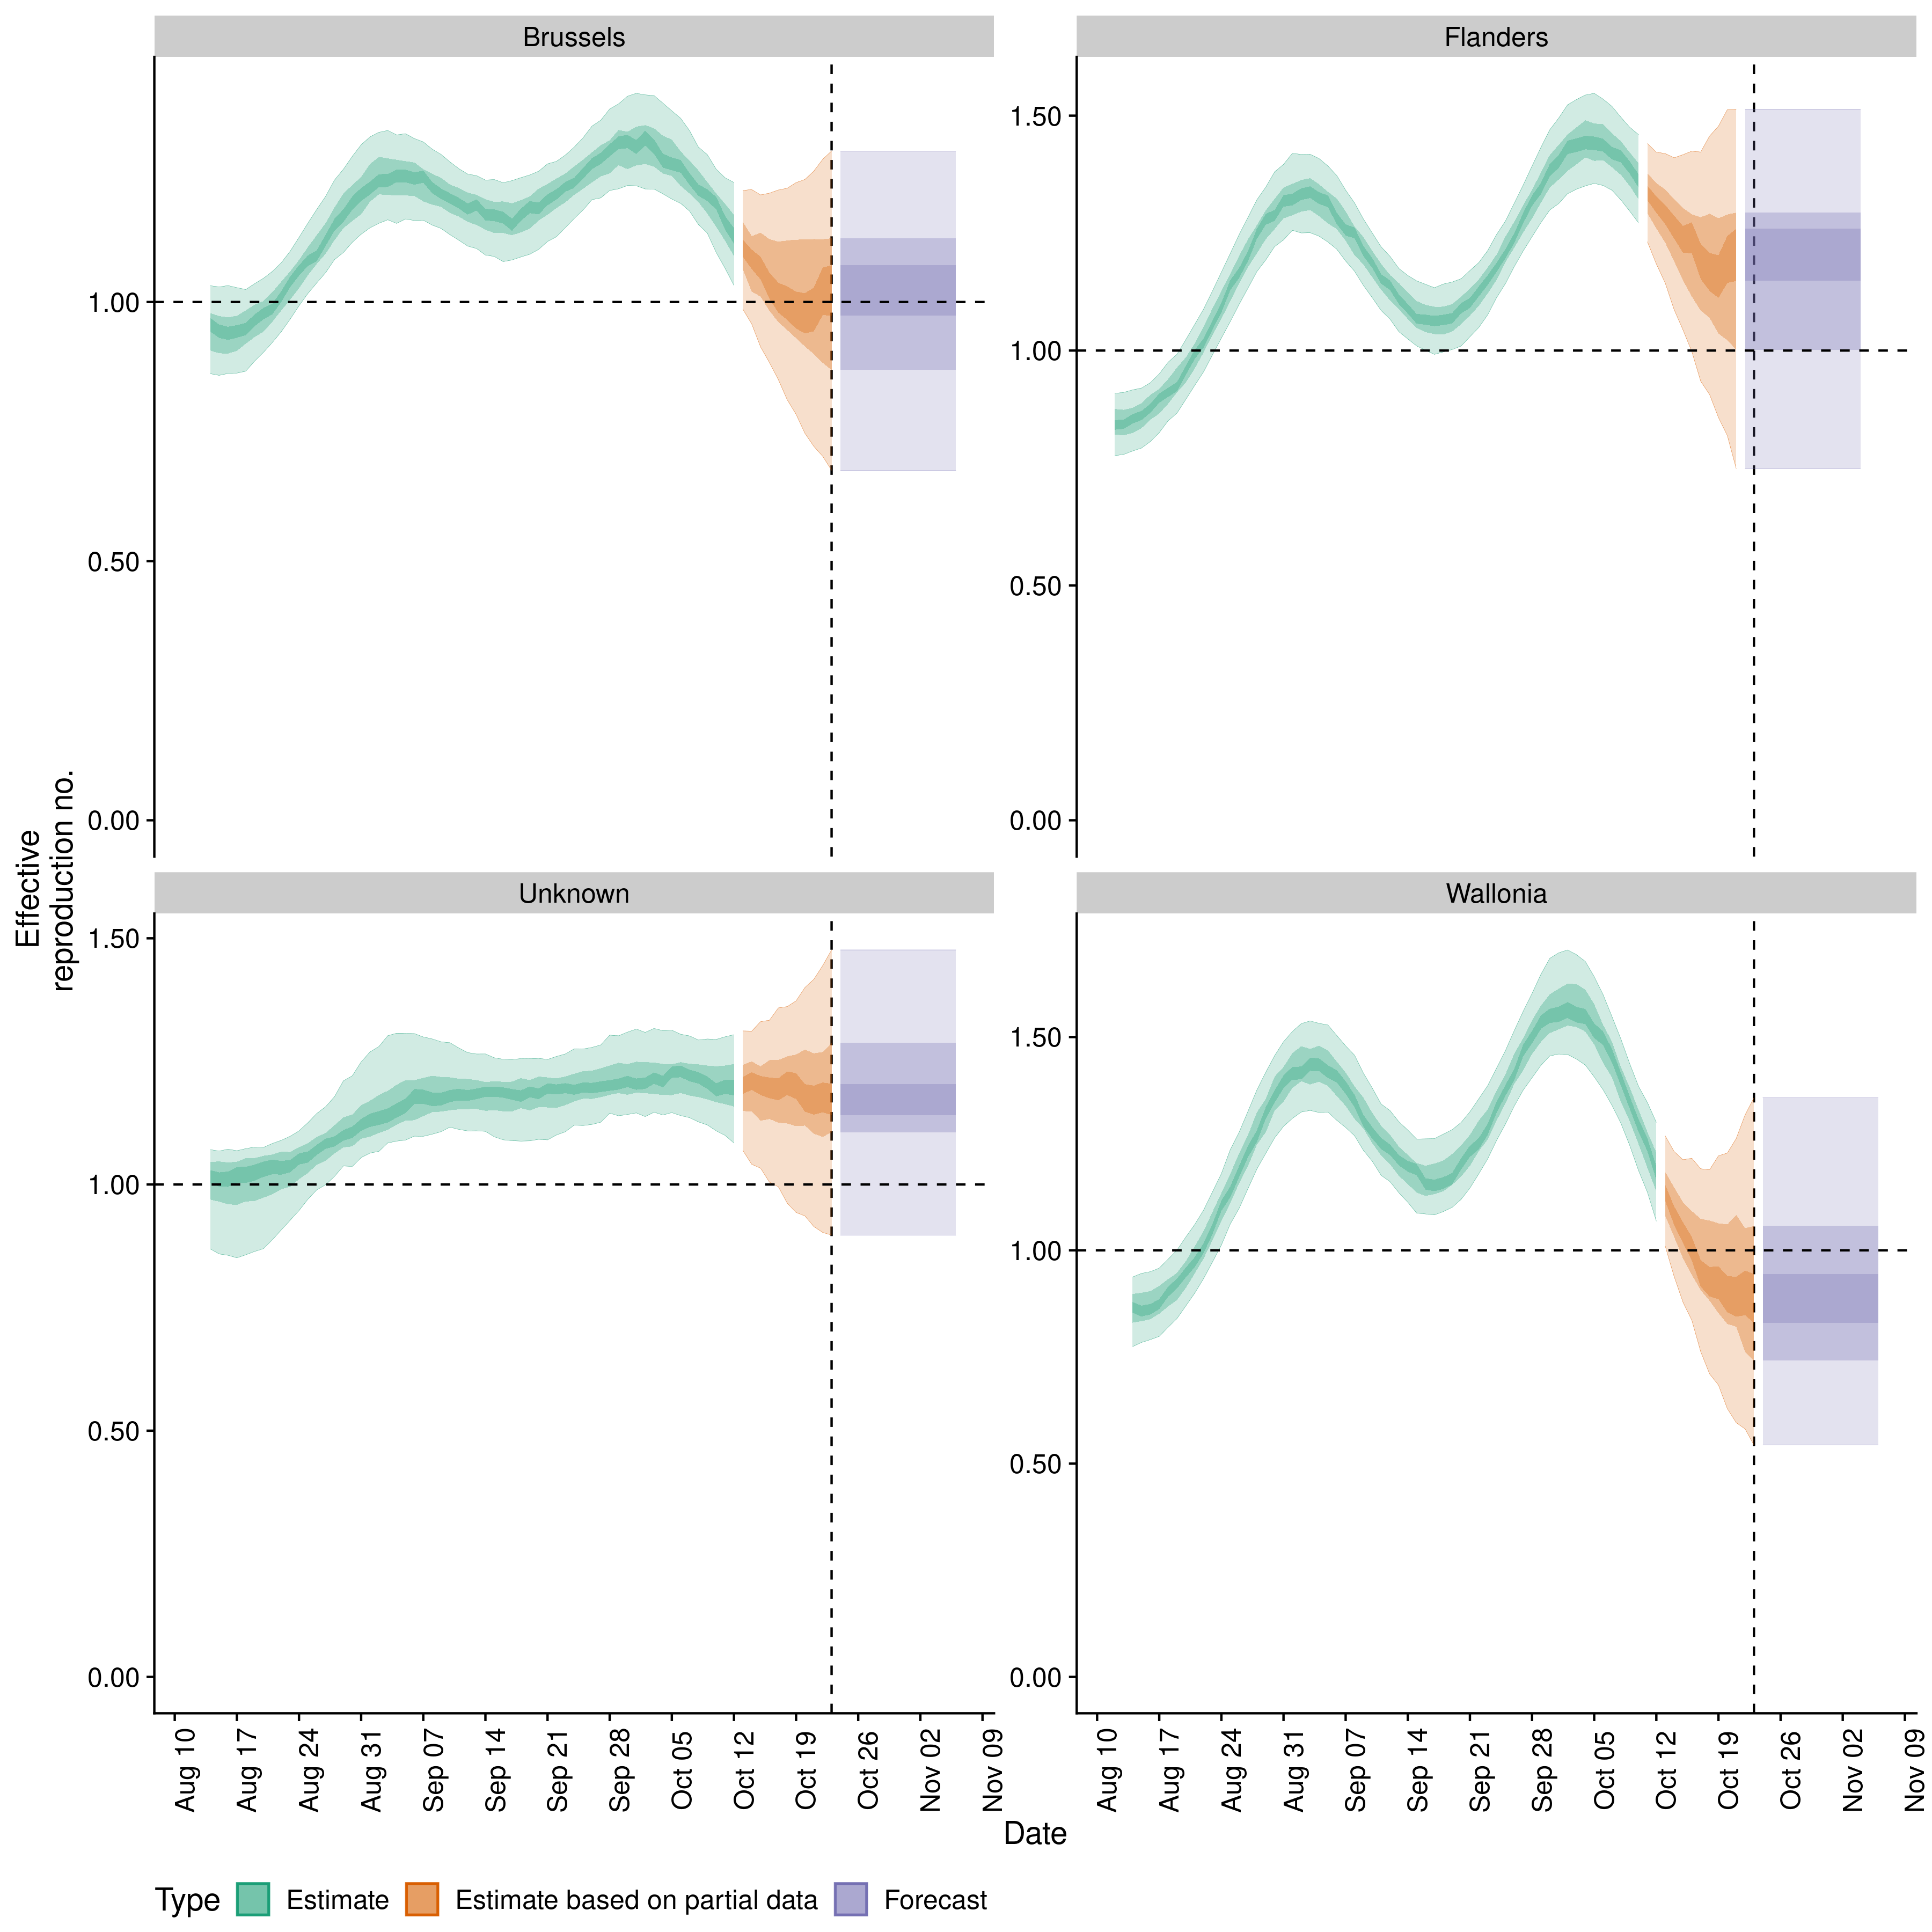 Brussels
Flanders
1.00
0.50
0.00
1.50
1.00
0.50
0.00
Effective
reproduction no.
Unknown
Wallonia
1.50
1.00
0.50
0.00
1.50
1.00
0.50
0.00
Aug 10
Aug 17
Aug 24
Aug 31
Sep 07
Sep 14
Sep 21
Sep 28
Oct 05
Oct 12
Oct 19
Oct 26
Nov 02
Nov 09
Aug 10
Aug 17
Aug 24
Aug 31
Sep 07
Sep 14
Sep 21
Sep 28
Oct 05
Oct 12
Oct 19
Oct 26
Nov 02
Nov 09
Date
Type Estimate Estimate based on partial data Forecast